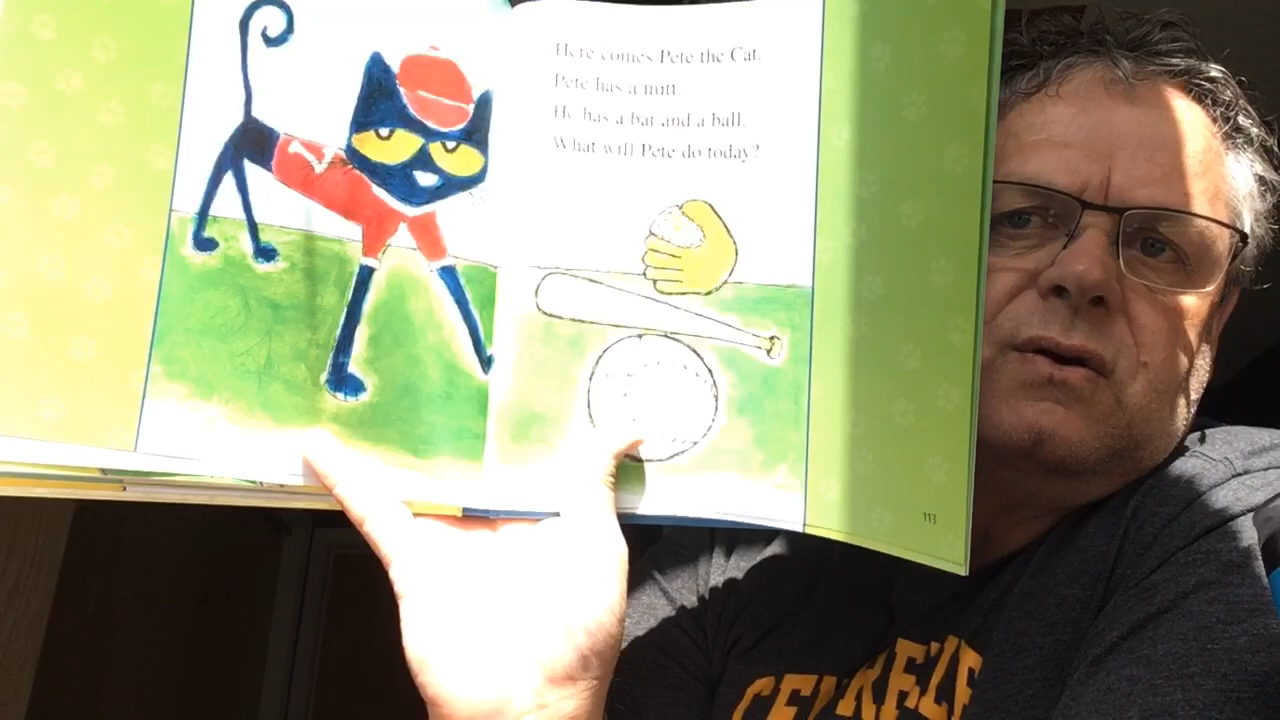 Here comes Pete the Cat.
Pete has a mitt.
He has a bat and a ball.
What will Pete do today?
113